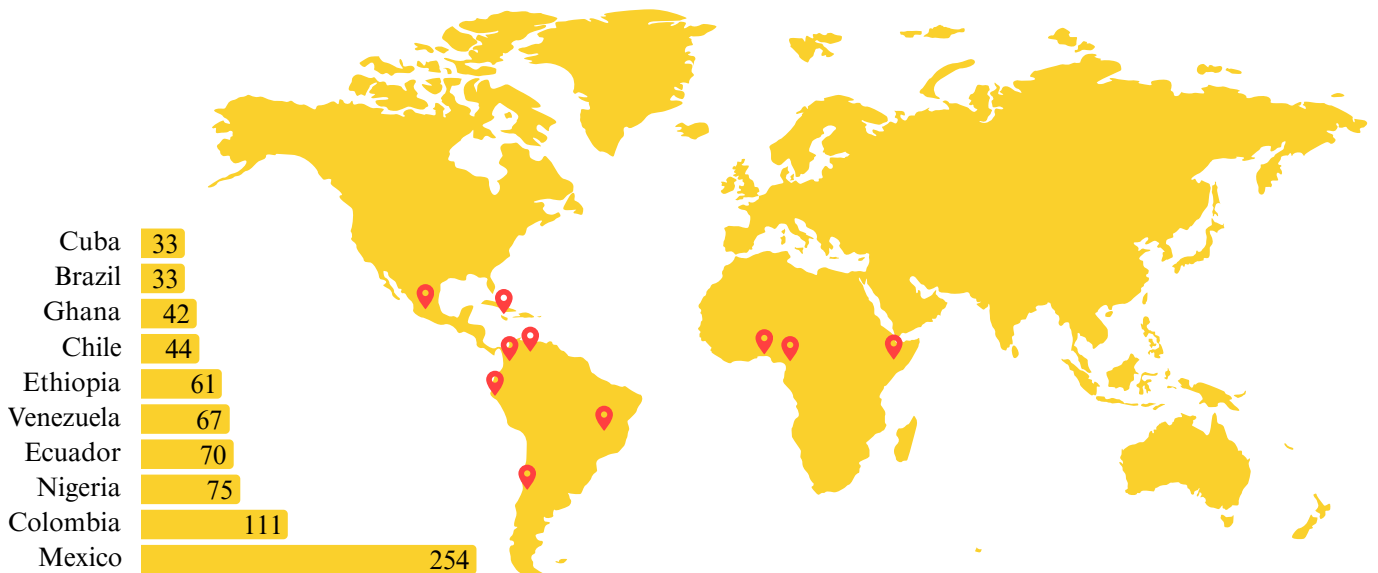 Cuba 33
Brazil 33
Ghana 42
Chile 44
Ethiopia 61
Venezuela 67
Ecuador 70
Nigeria 75
Colombia 111
Mexico 254